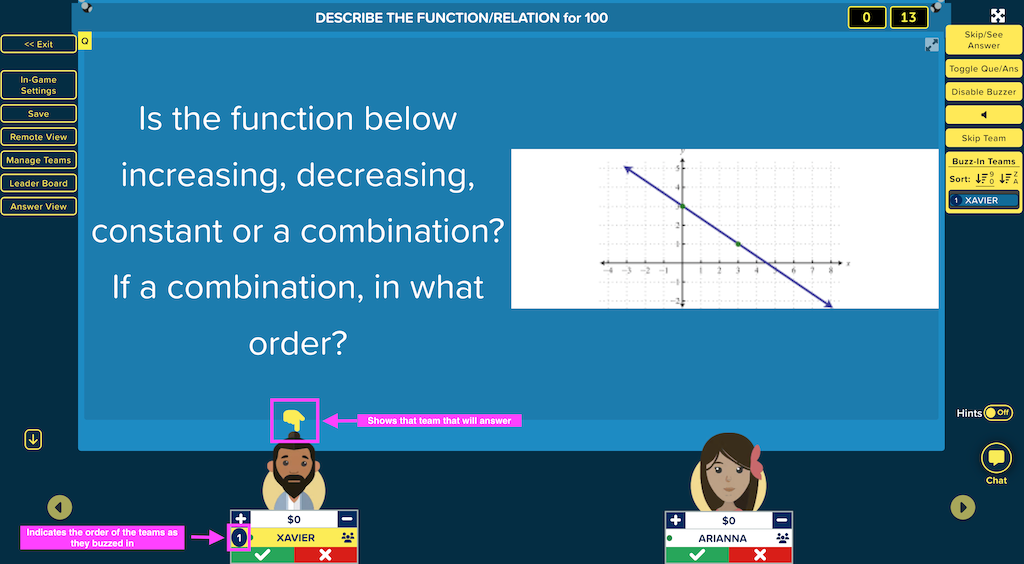 DESCRIBE THE FUNCTION/RELATION for 100
0
13
<< Exit
Q
In-Game
Settings
Save
Remote View
Manage Teams
Leader Board
Answer View
Is the function below
increasing, decreasing,
constant or a combination?
If a combination, in what
order?
y
5
4
3
2
1
-4 -3 -2 -1 1 2 3 4 6 7 8 x
-1
-2
Skip/See
Answer
Toggle Que/Ans
Disable Buzzer
Skip Team
Buzz-In Teams
Sort: 9 0 Z A
1 XAVIER
Hints Off
Chat
Shows that team that will answer
Indicates the order of the teams as
they buzzed in
$0
1 XAVIER
$0
ARIANNA